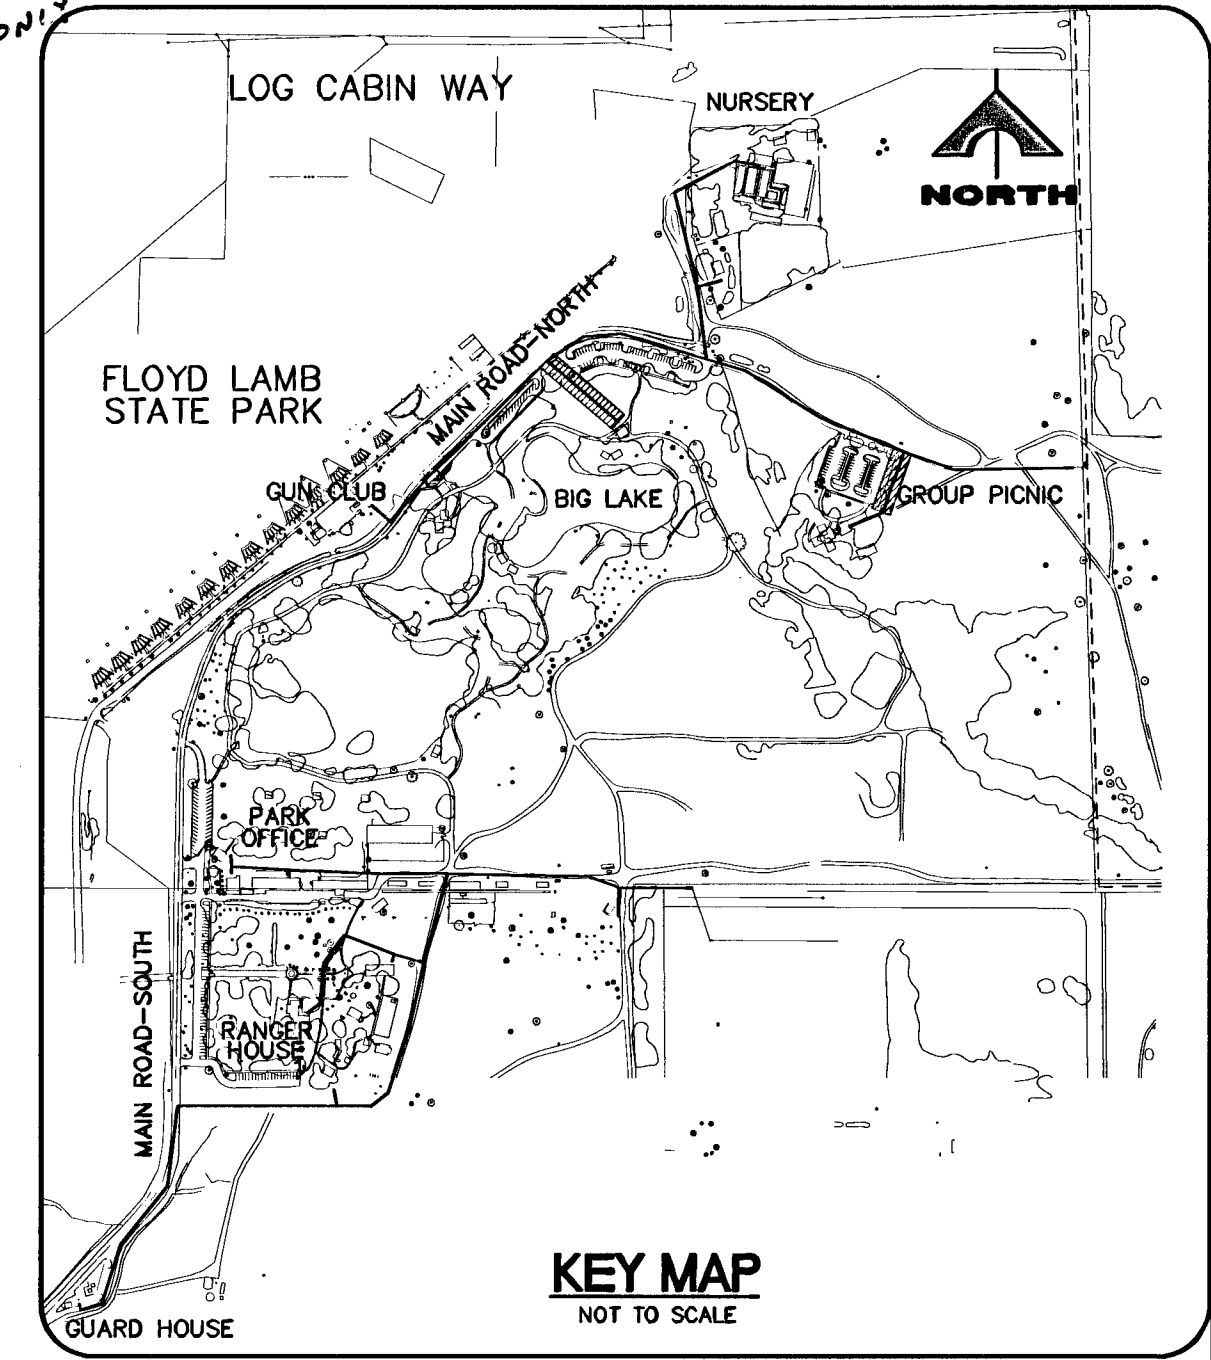 ONLY
LOG CABIN WAY
NURSERY
NORTH
MAIN ROAD-NORTH
FLOYD LAMB
STATE PARK
GUN CLUB
BIG LAKE
GROUP PICNIC
PARK
OFFICE
MAIN ROAD-SOUTH
RANGER
HOUSE
KEY MAP
NOT TO SCALE
GUARD HOUSE